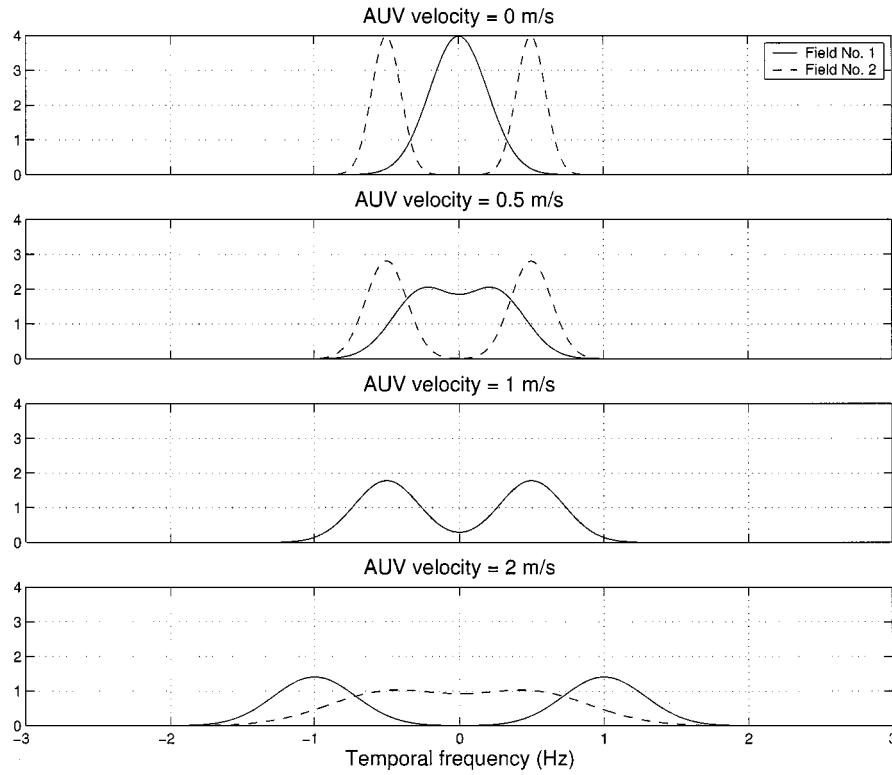 AUV velocity = 0 m/s
4
3
2
1
0
Field No. 1
Field No. 2
AUV velocity = 0.5 m/s
4
3
2
1
0
AUV velocity = 1 m/s
4
3
2
1
0
AUV velocity = 2 m/s
4
3
2
1
0
−3 −2 −1 0 1 2 3
Temporal frequency (Hz)